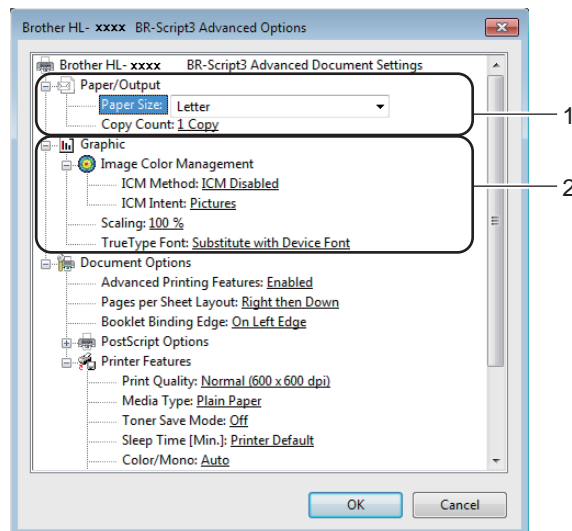 Brother HL- xxxx BR-Script3 Advanced Options
Brother HL- xxxx BR-Script3 Advanced Document Settings
Paper/Output
Paper Size: Letter
1
Copy Count: 1 Copy
Graphic
Image Color Management
ICM Method: ICM Disabled
2
ICM Intent: Pictures
Scaling: 100 %
TrueType Font: Substitute with Device Font
Document Options
Advanced Printing Features: Enabled
Pages per Sheet Layout: Right then Down
Booklet Binding Edge: On Left Edge
PostScript Options
Printer Features
Print Quality: Normal (600 x 600 dpi)
Media Type: Plain Paper
Toner Save Mode: Off
Sleep Time [Min.]: Printer Default
Color/Mono: Auto
OK Cancel